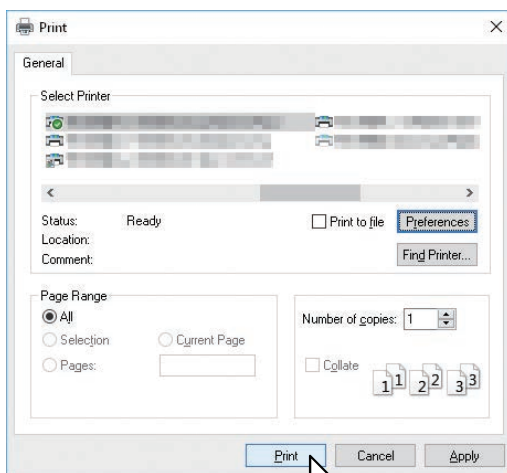 Print
General
Select Printer
Status: Ready
Location:
Comment:
Print to file
Preferences
Find Printer...
Page Range
All
Selection
Current Page
Pages:
Number of copies: 1
Collate
1 1 2 2 3 3
Print
Cancel
Apply